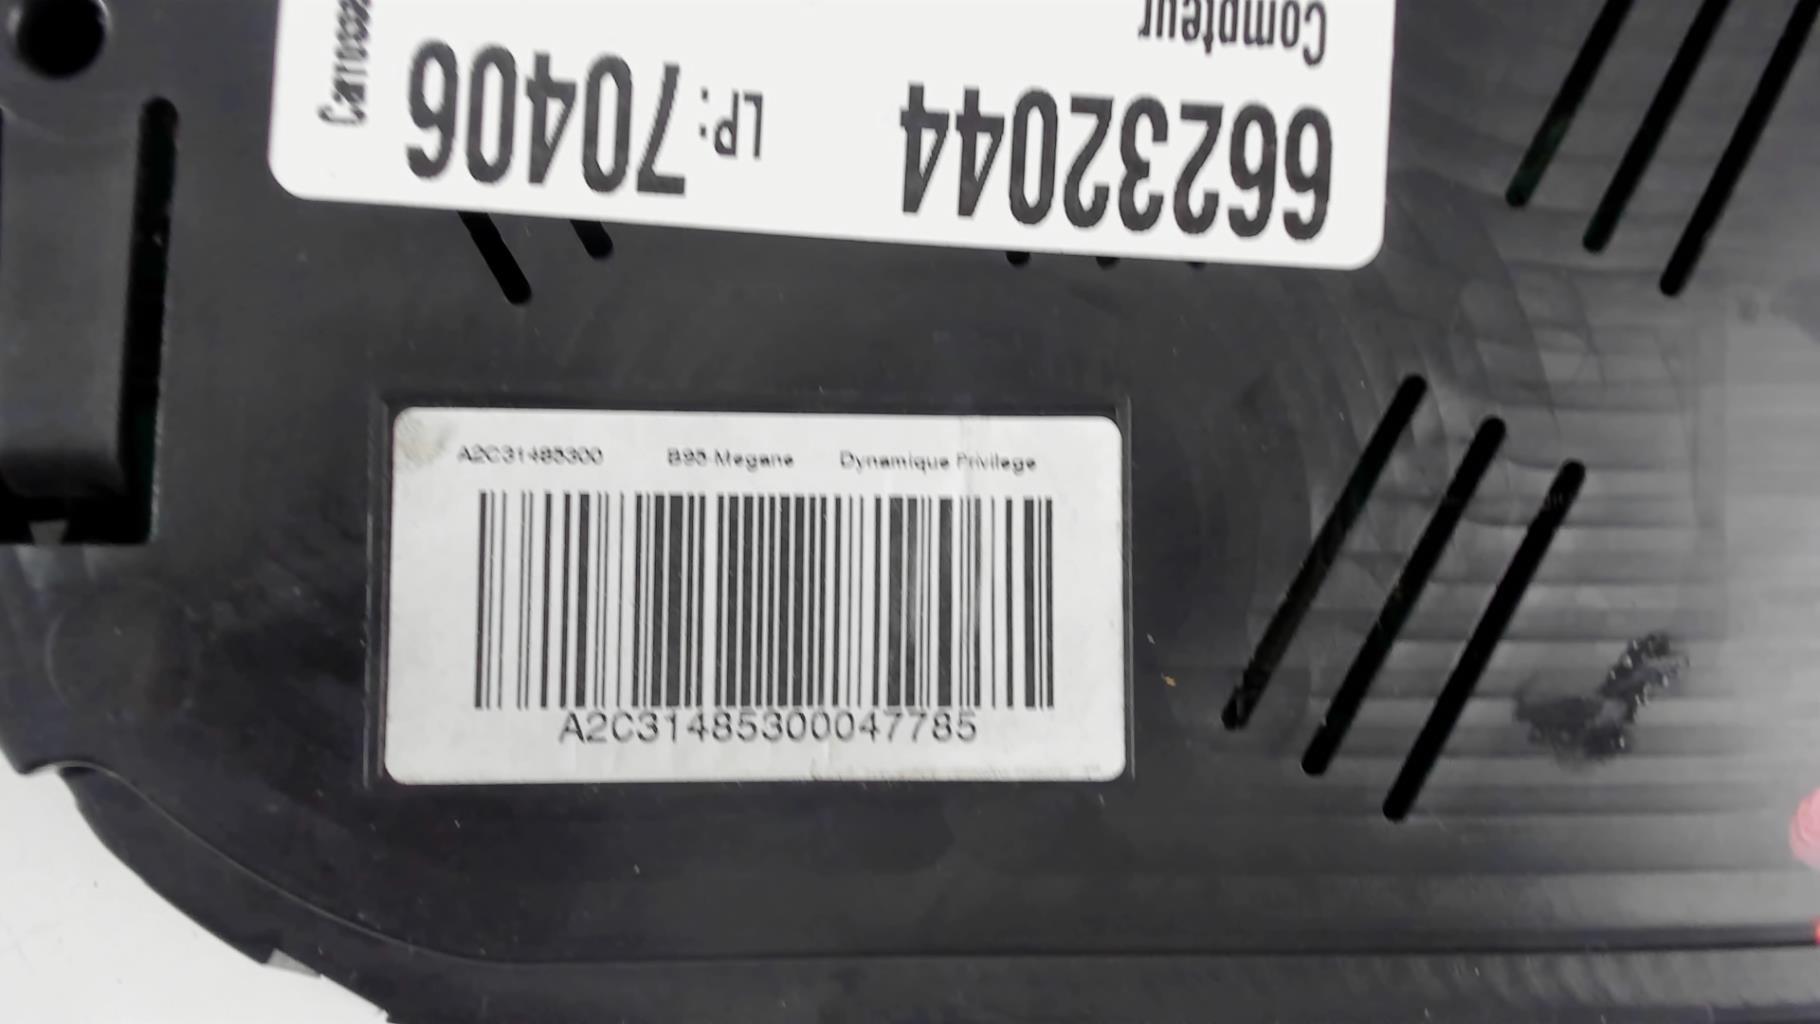 Compteur
66232044 LP: 70406
A2C31485300 B95 Megane Dynamique Privilege
A2C31485300047785